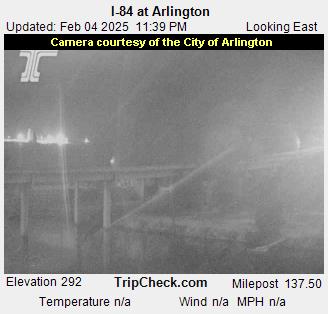 I-84 at Arlington
Updated: Feb 04 2025 11:39 PM Looking East
Camera courtesy of the City of Arlington
Elevation 292 TripCheck.com Milepost 137.50
Temperature n/a Wind n/a MPH n/a